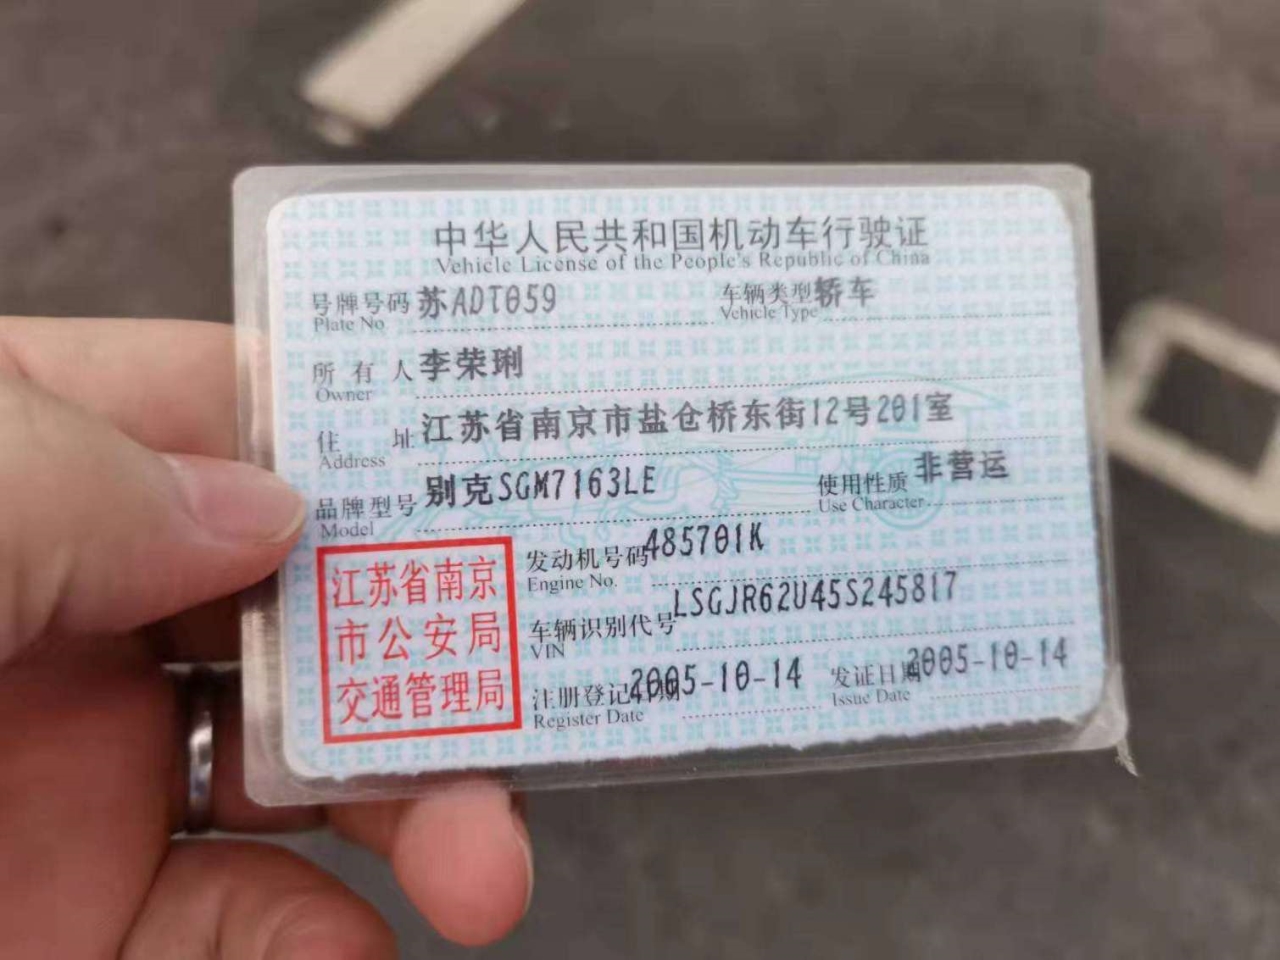 中华人民共和国机动车行驶证
Vehicle License of the People's Republic of China
号牌号码 苏ADT059 车辆类型 轿车
Plate No Vehicle Type
所有人 李荣琍
Owner
住址 江苏省南京市盐仓桥东街12号201室
Address
品牌型号 别克SGM7163LE 使用性质 非营运
Model Use Character
江苏省南京
市公安局
交通管理局
发动机号码 485701K
Engine No.
车辆识别代号 LSGJR62U45S245817
VIN
注册登记日期 2005-10-14 发证日期 2005-10-14
Register Date Issue Date